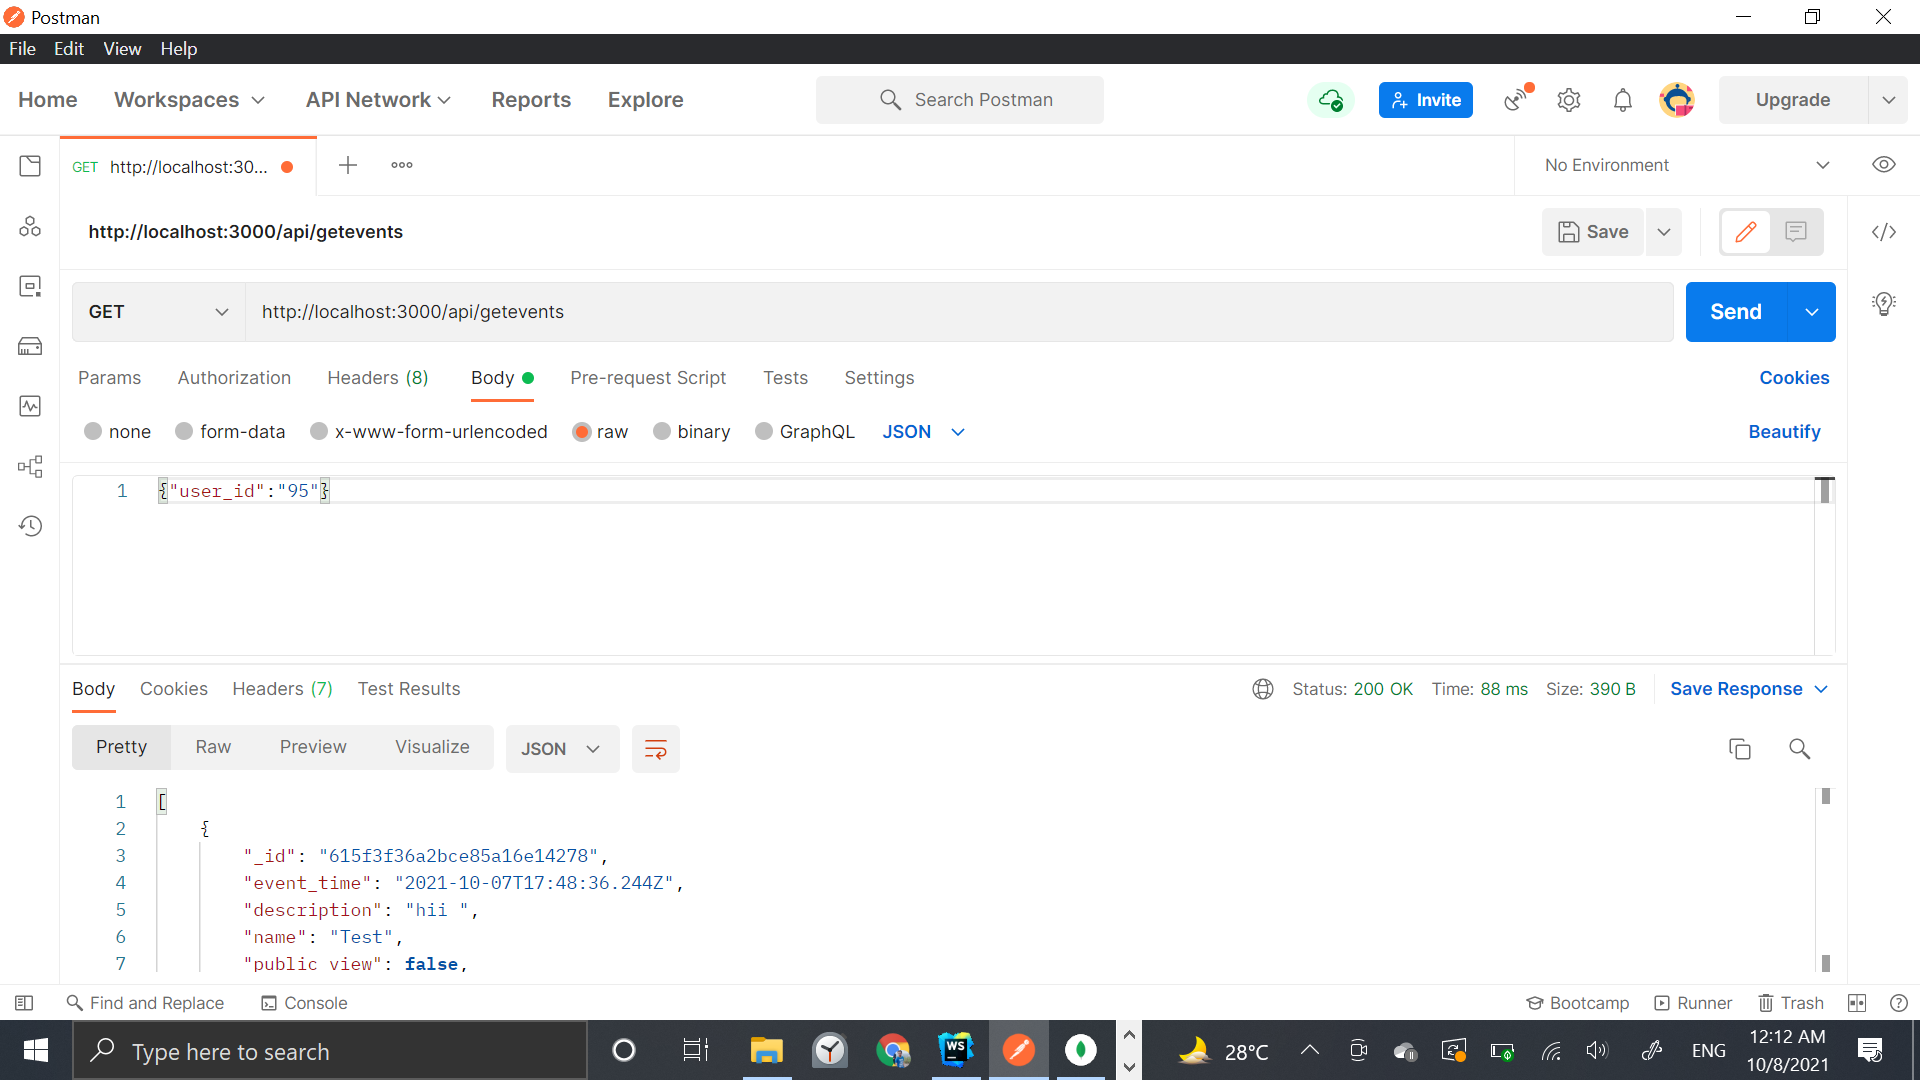 Postman
File Edit View Help
Home Workspaces API Network Reports Explore Search Postman Invite Upgrade
GET http://localhost:30... No Environment
http://localhost:3000/api/getevents Save
GET http://localhost:3000/api/getevents Send
Params Authorization Headers (8) Body Pre-request Script Tests Settings Cookies
none form-data x-www-form-urlencoded raw binary GraphQL JSON Beautify
1 {"user_id":"95"}
Body Cookies Headers (7) Test Results Status: 200 OK Time: 88 ms Size: 390 B Save Response
Pretty Raw Preview Visualize JSON
1 [
2 {
3 "_id": "615f3f36a2bce85a16e14278",
4 "event_time": "2021-10-07T17:48:36.244Z",
5 "description": "hii ",
6 "name": "Test",
7 "public view": false,
Find and Replace Console Bootcamp Runner Trash
Type here to search WS 28°C ENG 12:12 AM
10/8/2021